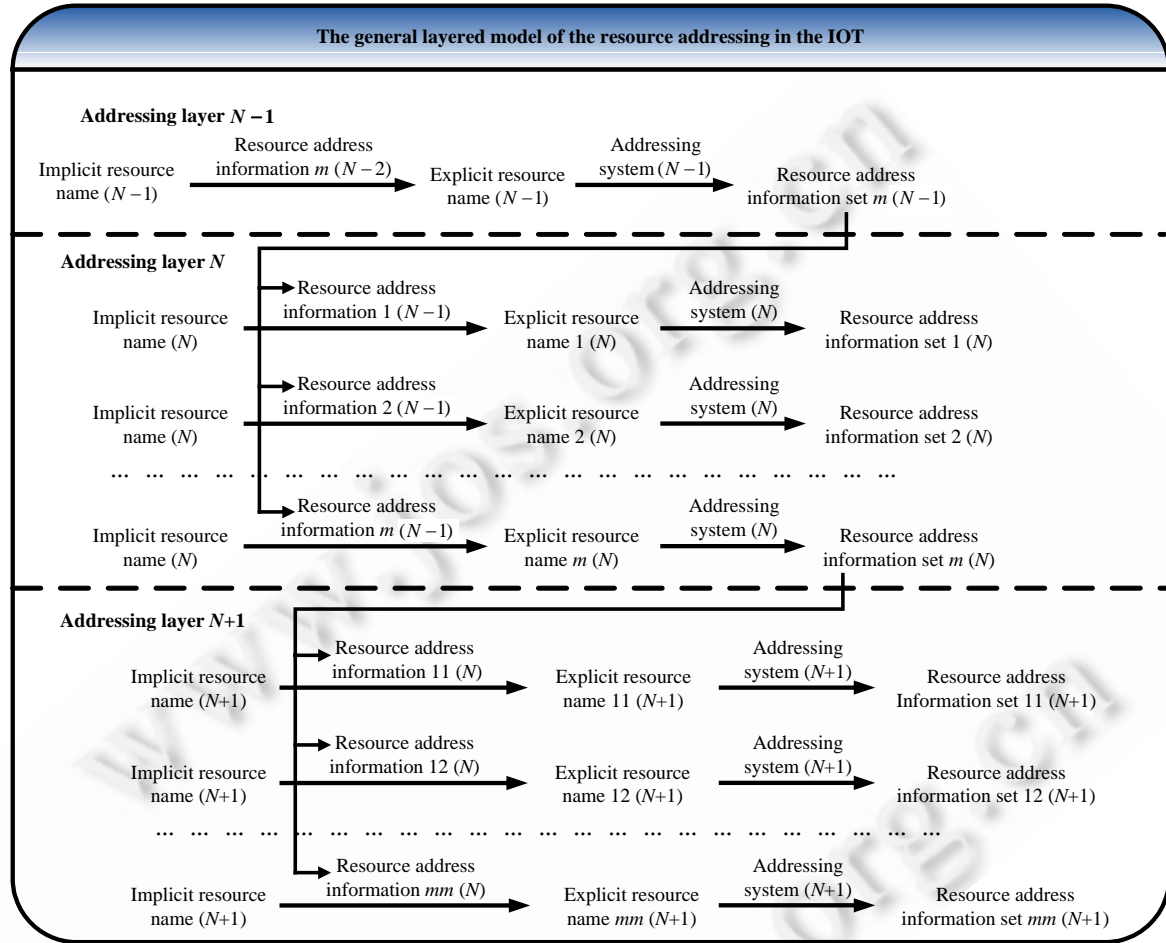 The general layered model of the resource addressing in the IOT
Addressing layer N−1
Implicit resource
name (N−1)
Resource address
information m (N−2)
Explicit resource
name (N−1)
Addressing
system (N−1)
Resource address
information set m (N−1)
Addressing layer N
Implicit resource
name (N)
Resource address
information 1 (N−1)
Explicit resource
name 1 (N)
Addressing
system (N)
Resource address
information set 1 (N)
Implicit resource
name (N)
Resource address
information 2 (N−1)
Explicit resource
name 2 (N)
Addressing
system (N)
Resource address
information set 2 (N)
... ... ... ... ... ... ... ... ... ... ... ... ... ... ... ... ... ... ... ... ... ... ...
Implicit resource
name (N)
Resource address
information m (N−1)
Explicit resource
name m (N)
Addressing
system (N)
Resource address
information set m (N)
Addressing layer N+1
Implicit resource
name (N+1)
Resource address
information 11 (N)
Explicit resource
name 11 (N+1)
Addressing
system (N+1)
Resource address
Information set 11 (N+1)
Implicit resource
name (N+1)
Resource address
information 12 (N)
Explicit resource
name 12 (N+1)
Addressing
system (N+1)
Resource address
information set 12 (N+1)
... ... ... ... ... ... ... ... ... ... ... ... ... ... ... ... ... ... ... ... ... ... ...
Implicit resource
name (N+1)
Resource address
information mm (N)
Explicit resource
name mm (N+1)
Addressing
system (N+1)
Resource address
information set mm (N+1)
www.jos.org.cn
org.cn